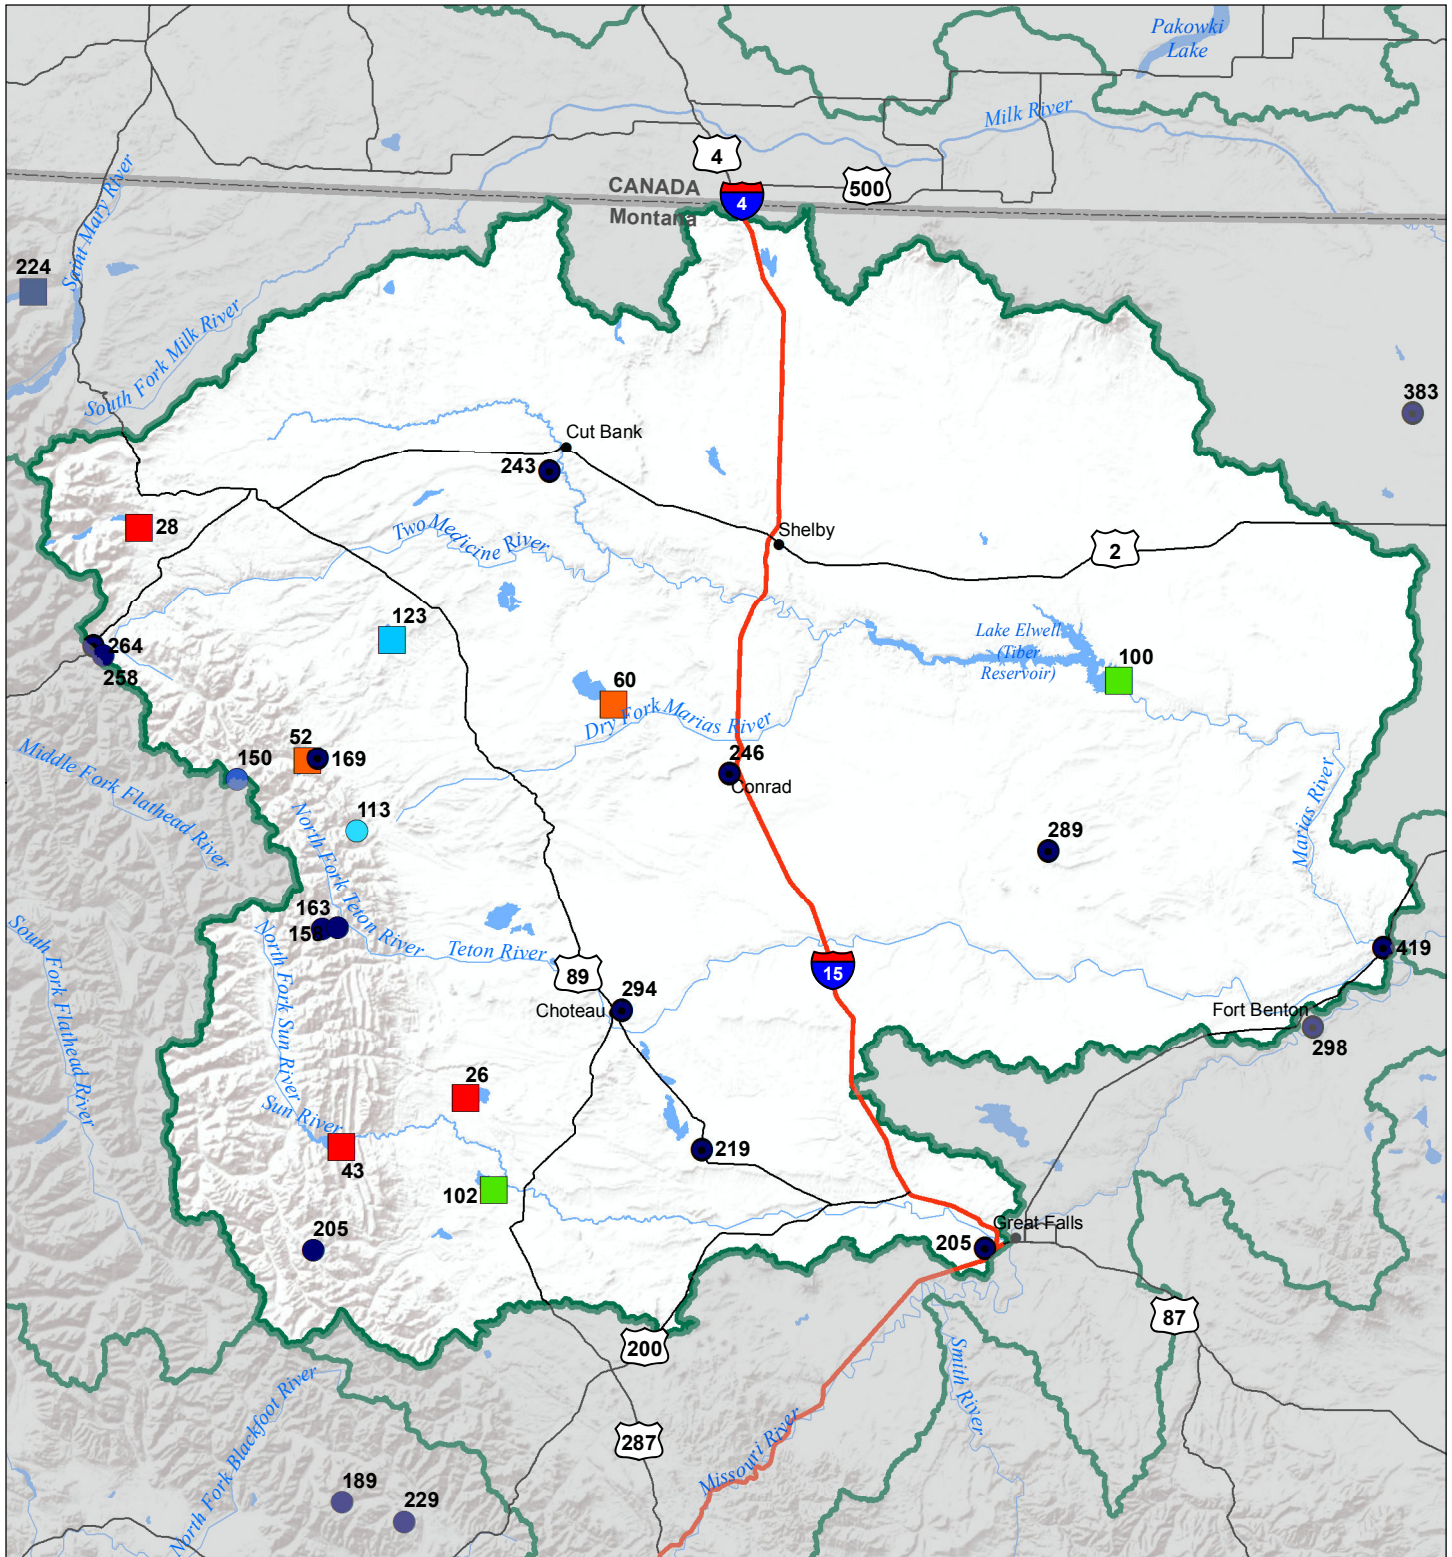 Pakowki
Lake
Milk River
4
CANADA
500
4
Montana
Saint Mary River
224
South Fork Milk River
383
Cut Bank
243
28
Two Medicine River
Shelby
2
123
Lake Elwell
(Tiber
Reservoir)
264
258
100
60
Dry Fork Marias River
52
169
150
246
Conrad
Middle Fork Flathead River
113
North Fork Teton River
289
Marias River
163
158
South Fork Flathead River
North Fork Sun River
Teton River
419
89
15
294
Choteau
Fort Benton
298
26
Sun River
43
219
102
205
Great Falls
205
87
200
Smith River
287
Missouri River
North Fork Blackfoot River
189
229